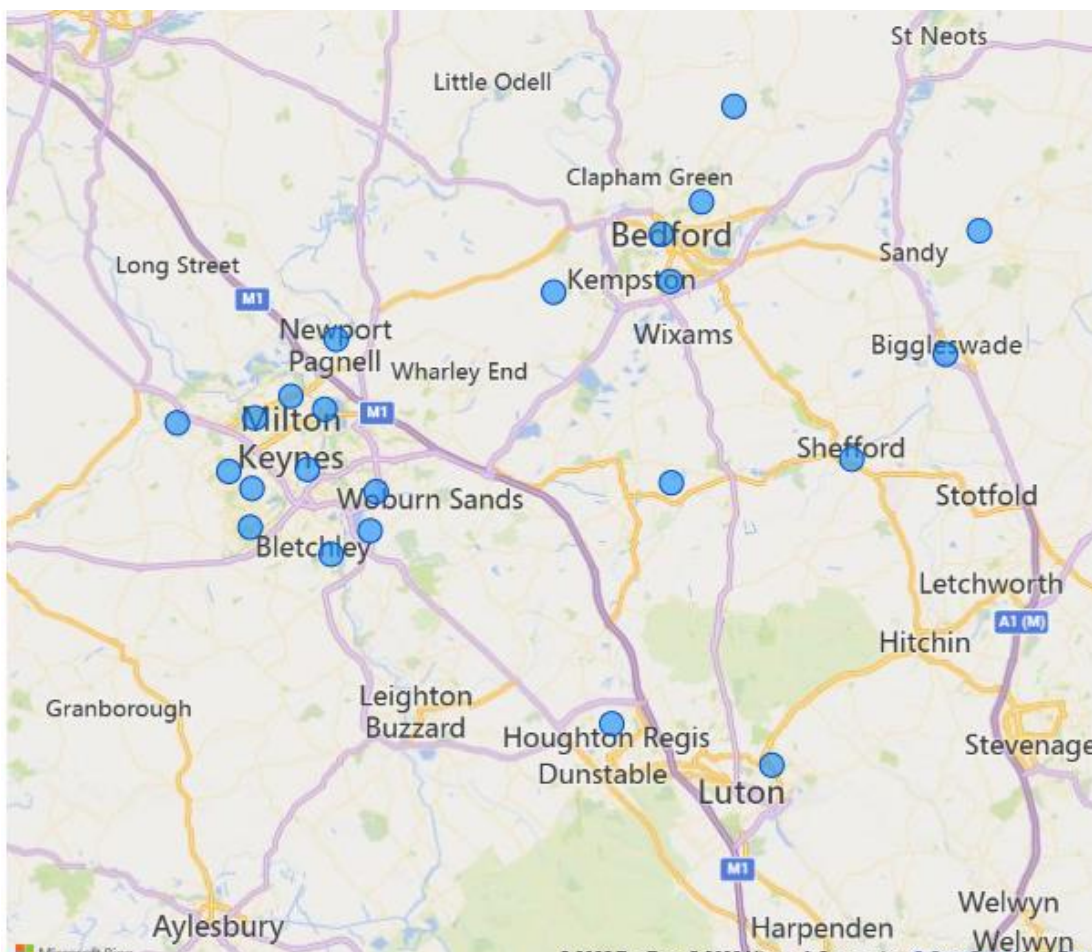 St Neots
Little Odell
Clapham Green
Bedford
Sandy
Long Street
Kempston
M1
Newport
Pagnell
Wixams
Biggleswade
Wharley End
M1
Milton
Keynes
Shefford
Woburn Sands
Stotfold
Bletchley
Letchworth
A1 (M)
Hitchin
Leighton
Buzzard
Granborough
Houghton Regis
Stevenage
Dunstable
Luton
M1
Welwyn
Aylesbury
Harpenden
Welwyn